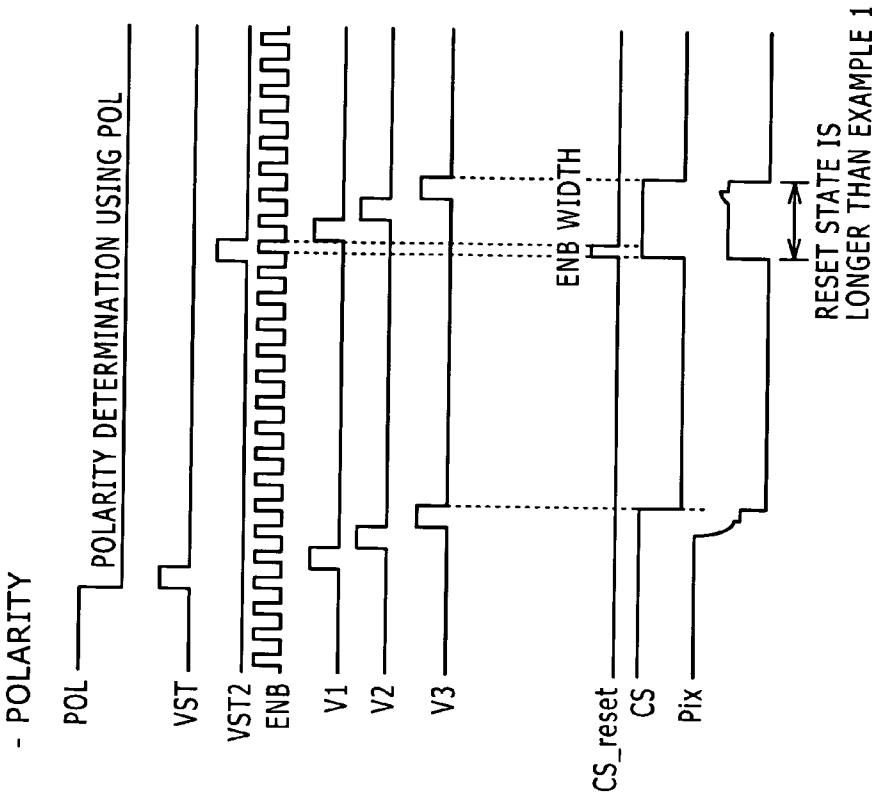 - POLARITY
POL
POLARITY DETERMINATION USING POL
VST
VST2
ENB
V1
V2
V3
ENB WIDTH
CS_reset
CS
Pix
RESET STATE IS
LONGER THAN EXAMPLE 1